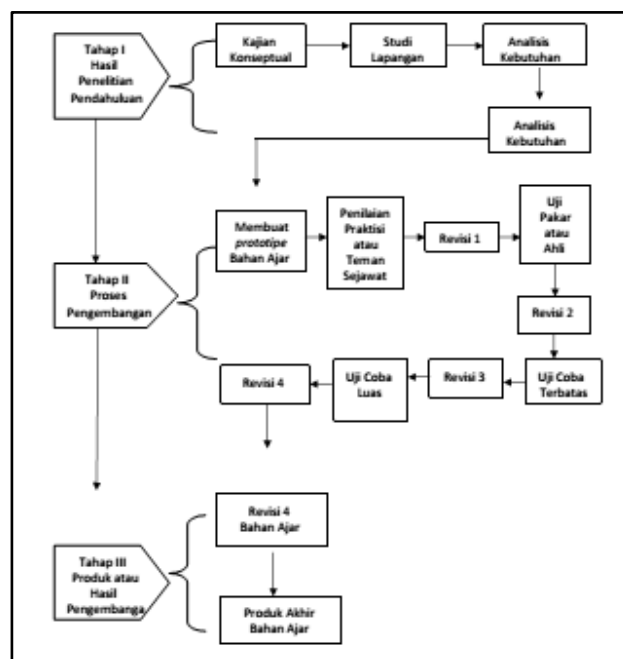 Tahap I
Hasil
Penelitian
Pendahuluan
Kajian
Konseptual
Studi
Lapangan
Analisis
Kebutuhan
Analisis
Kebutuhan
Tahap II
Proses
Pengembangan
Membuat
prototipe
Bahan Ajar
Penilaian
Praktisi
atau
Teman
Sejawat
Revisi 1
Uji
Pakar
atau
Ahli
Revisi 2
Uji Coba
Terbatas
Revisi 3
Uji Coba
Luas
Revisi 4
Tahap III
Produk atau
Hasil
Pengembanga
Revisi 4
Bahan Ajar
Produk Akhir
Bahan Ajar